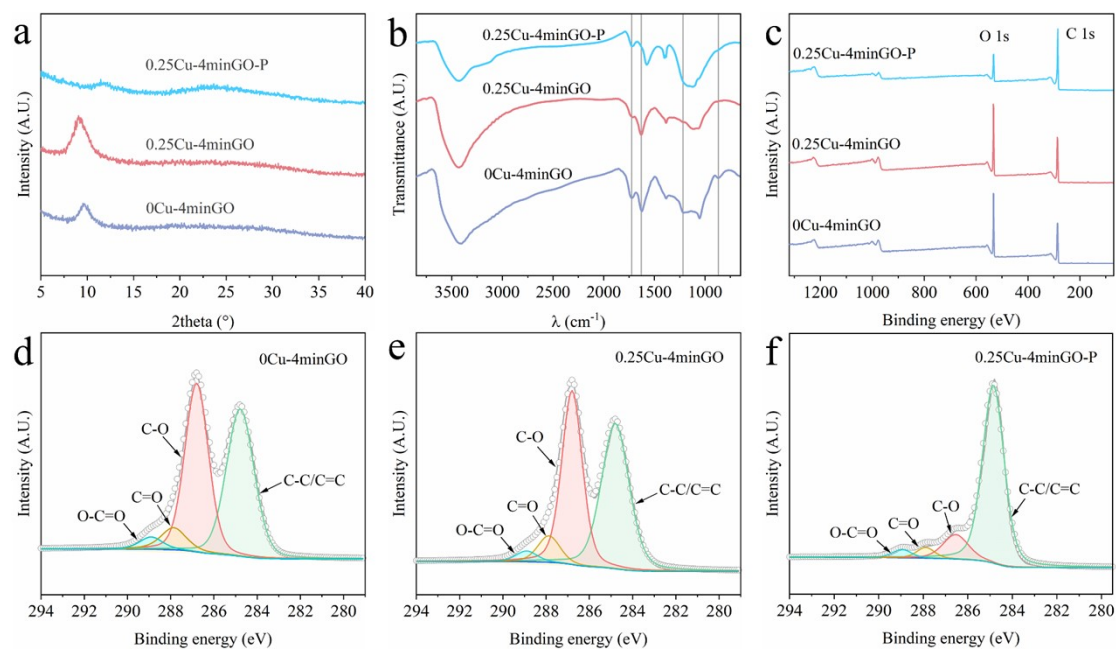 a
0.25Cu-4minGO-P
0.25Cu-4minGO
0Cu-4minGO
Intensity (A.U.)
5 10 15 20 25 30 35 40
2theta (°)
b
0.25Cu-4minGO-P
0.25Cu-4minGO
0Cu-4minGO
Transmittance (A.U.)
3500 3000 2500 2000 1500 1000
λ (cm-1)
c
O 1s
C 1s
0.25Cu-4minGO-P
0.25Cu-4minGO
0Cu-4minGO
Intensity (A.U.)
1200 1000 800 600 400 200
Binding energy (eV)
d
0Cu-4minGO
C-O
C-C/C=C
C=O
O-C=O
Intensity (A.U.)
294 292 290 288 286 284 282 280
Binding energy (eV)
e
0.25Cu-4minGO
C-O
C-C/C=C
C=O
O-C=O
Intensity (A.U.)
294 292 290 288 286 284 282 280
Binding energy (eV)
f
0.25Cu-4minGO-P
C-C/C=C
C-O
C=O
O-C=O
Intensity (A.U.)
294 292 290 288 286 284 282 280
Binding energy (eV)